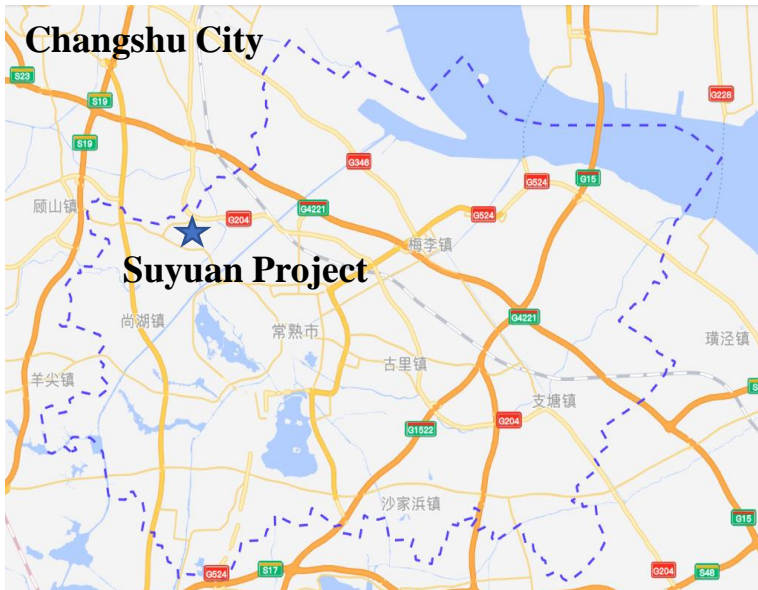 Changshu City
S23
S19
G228
S19
G346
G524
G15
顾山镇
G4221
G204
G524
梅李镇
Suyuan Project
尚湖镇
常熟市
G4221
璜泾镇
古里镇
羊尖镇
支塘镇
G1522
G204
沙家浜镇
G15
G524
S17
G204
S48